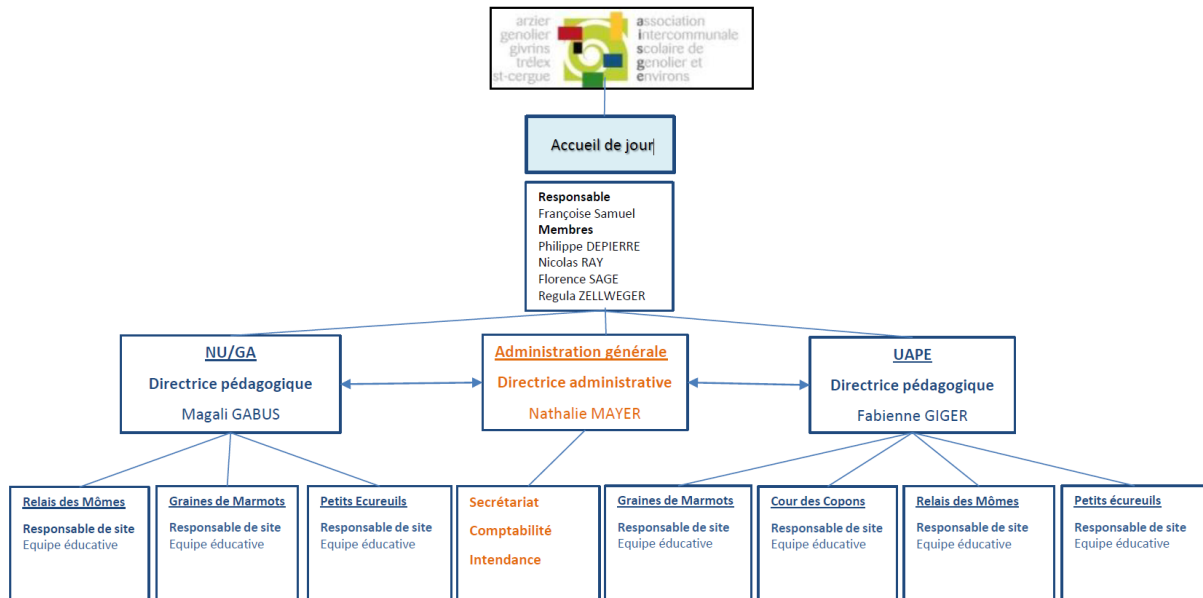 arzier
genolier
givrins
trélex
st-cergue
association
intercommunale
scolaire de
genolier et
environs
Accueil de jour
Responsable
Françoise Samuel
Membres
Philippe DEPIERRE
Nicolas RAY
Florence SAGE
Regula ZELLWEGER
NU/GA
Directrice pédagogique
Magali GABUS
Administration générale
Directrice administrative
Nathalie MAYER
UAPE
Directrice pédagogique
Fabienne GIGER
Relais des Mômes
Responsable de site
Equipe éducative
Graines de Marmots
Responsable de site
Equipe éducative
Petits Ecureuils
Responsable de site
Equipe éducative
Secrétariat
Comptabilité
Intendance
Graines de Marmots
Responsable de site
Equipe éducative
Cour des Copons
Responsable de site
Equipe éducative
Relais des Mômes
Responsable de site
Equipe éducative
Petits écureuils
Responsable de site
Equipe éducative